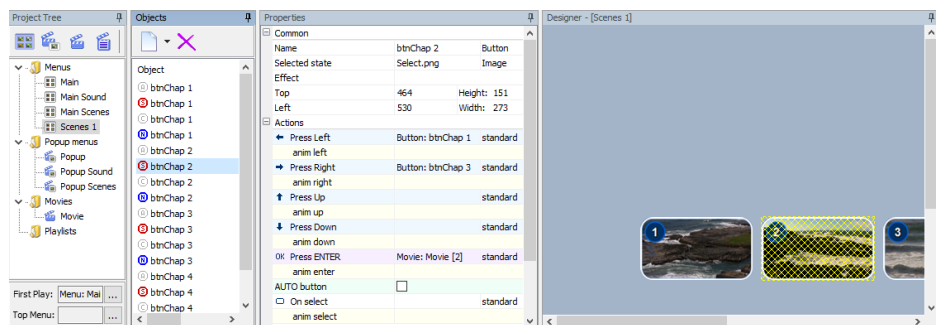 Project Tree
Menus
Main
Main Sound
Main Scenes
Scenes 1
Popup menus
Popup
Popup Sound
Popup Scenes
Movies
Movie
Playlists
First Play: Menu: Mai ...
Top Menu: ...
Objects
Object
btnChap 1
S btnChap 1
C btnChap 1
N btnChap 1
btnChap 2
S btnChap 2
C btnChap 2
N btnChap 2
btnChap 3
S btnChap 3
C btnChap 3
N btnChap 3
btnChap 4
S btnChap 4
C btnChap 4
Properties
Common
Name btnChap 2 Button
Selected state Select.png Image
Effect
Top 464 Height: 151
Left 530 Width: 273
Actions
Press Left Button: btnChap 1 standard
anim left
Press Right Button: btnChap 3 standard
anim right
Press Up standard
anim up
Press Down standard
anim down
OK Press ENTER Movie: Movie [2] standard
anim enter
AUTO button
On select standard
anim select
Designer - [Scenes 1]
1 2 3